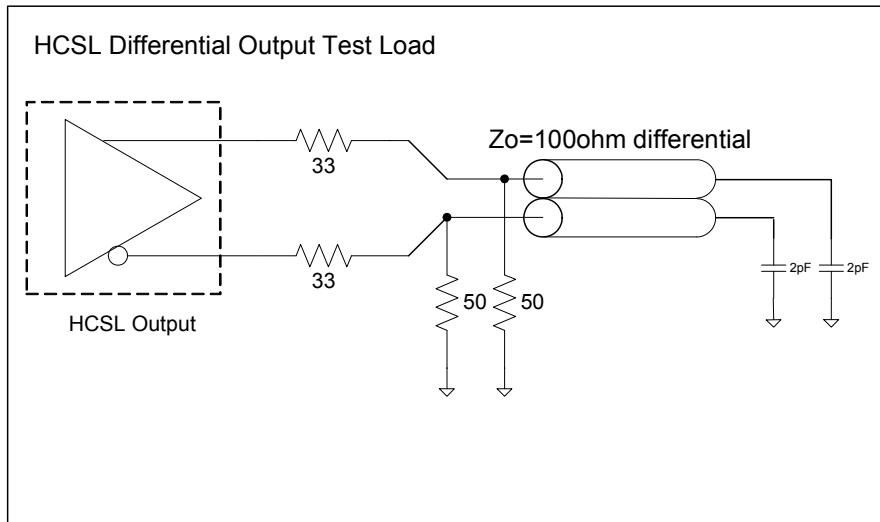 HCSL Differential Output Test Load
Zo=100ohm differential
33
33
2pF
2pF
50
50
HCSL Output